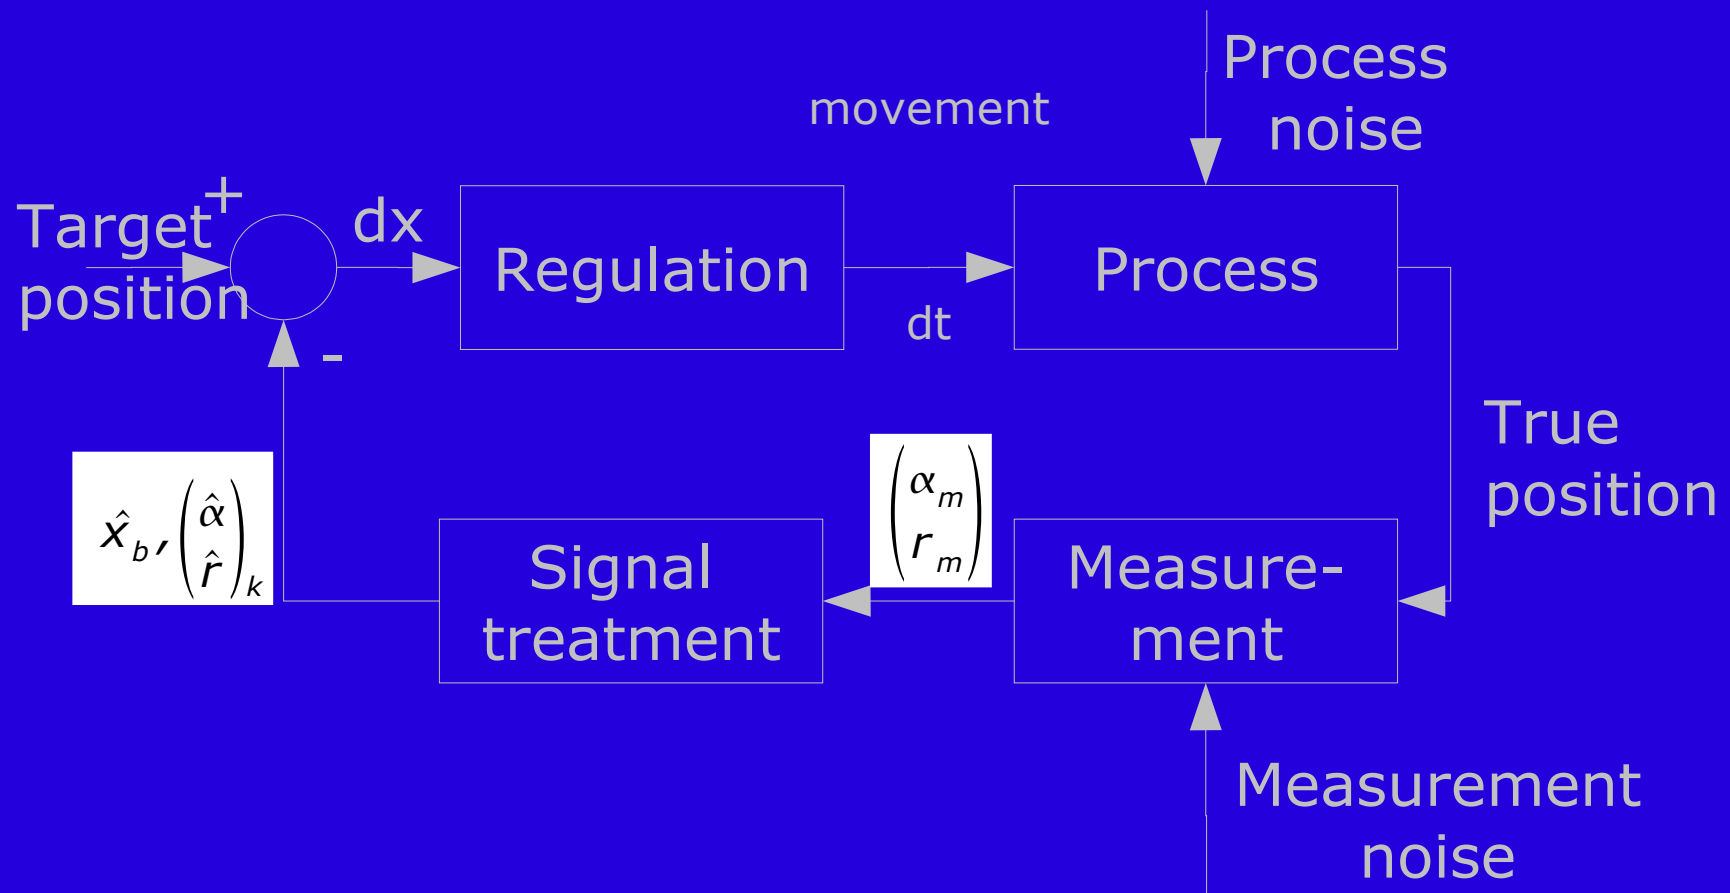 Process
noise
movement
+
Target
position
dx
Regulation
dt
Process
-
True
position
x̂_b, (α̂ r̂)_k
(α_m r_m)
Signal
treatment
Measure-
ment
Measurement
noise